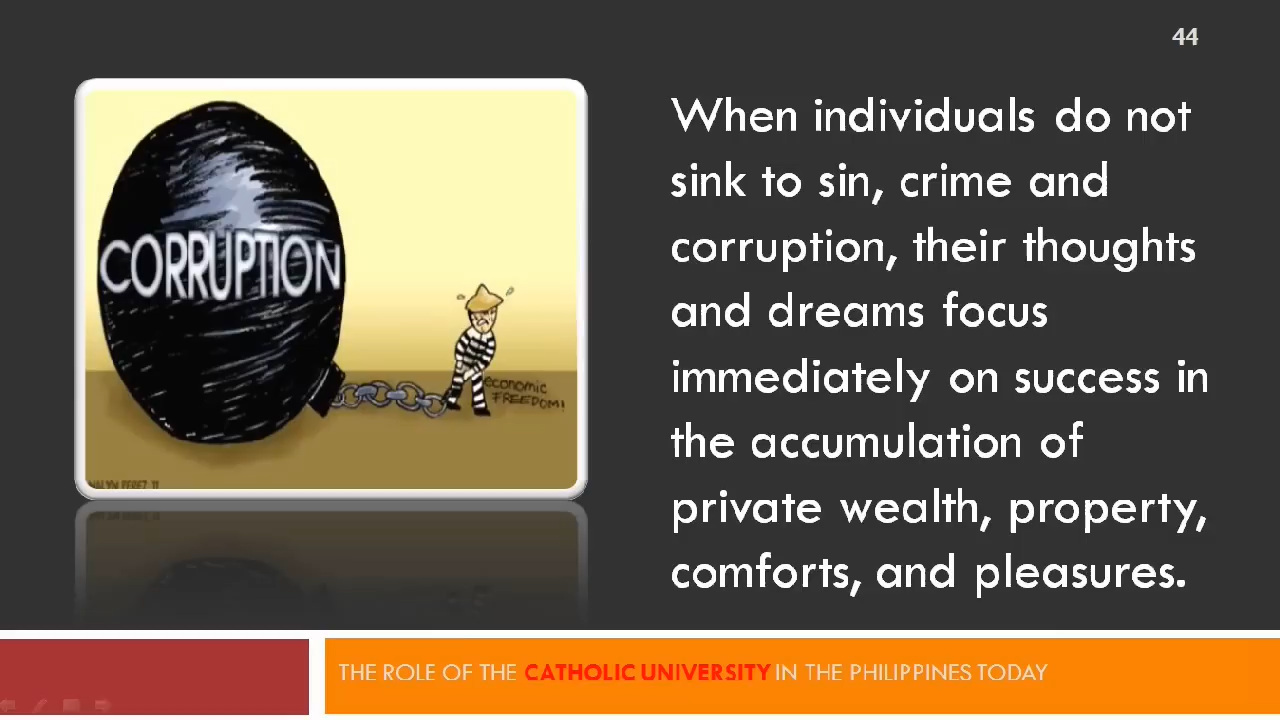 44
When individuals do not
sink to sin, crime and
corruption, their thoughts
and dreams focus
immediately on success in
the accumulation of
private wealth, property,
comforts, and pleasures.
CORRUPTION
economic
FREEDOM!
PEREZ 11
THE ROLE OF THE CATHOLIC UNIVERSITY IN THE PHILIPPINES TODAY